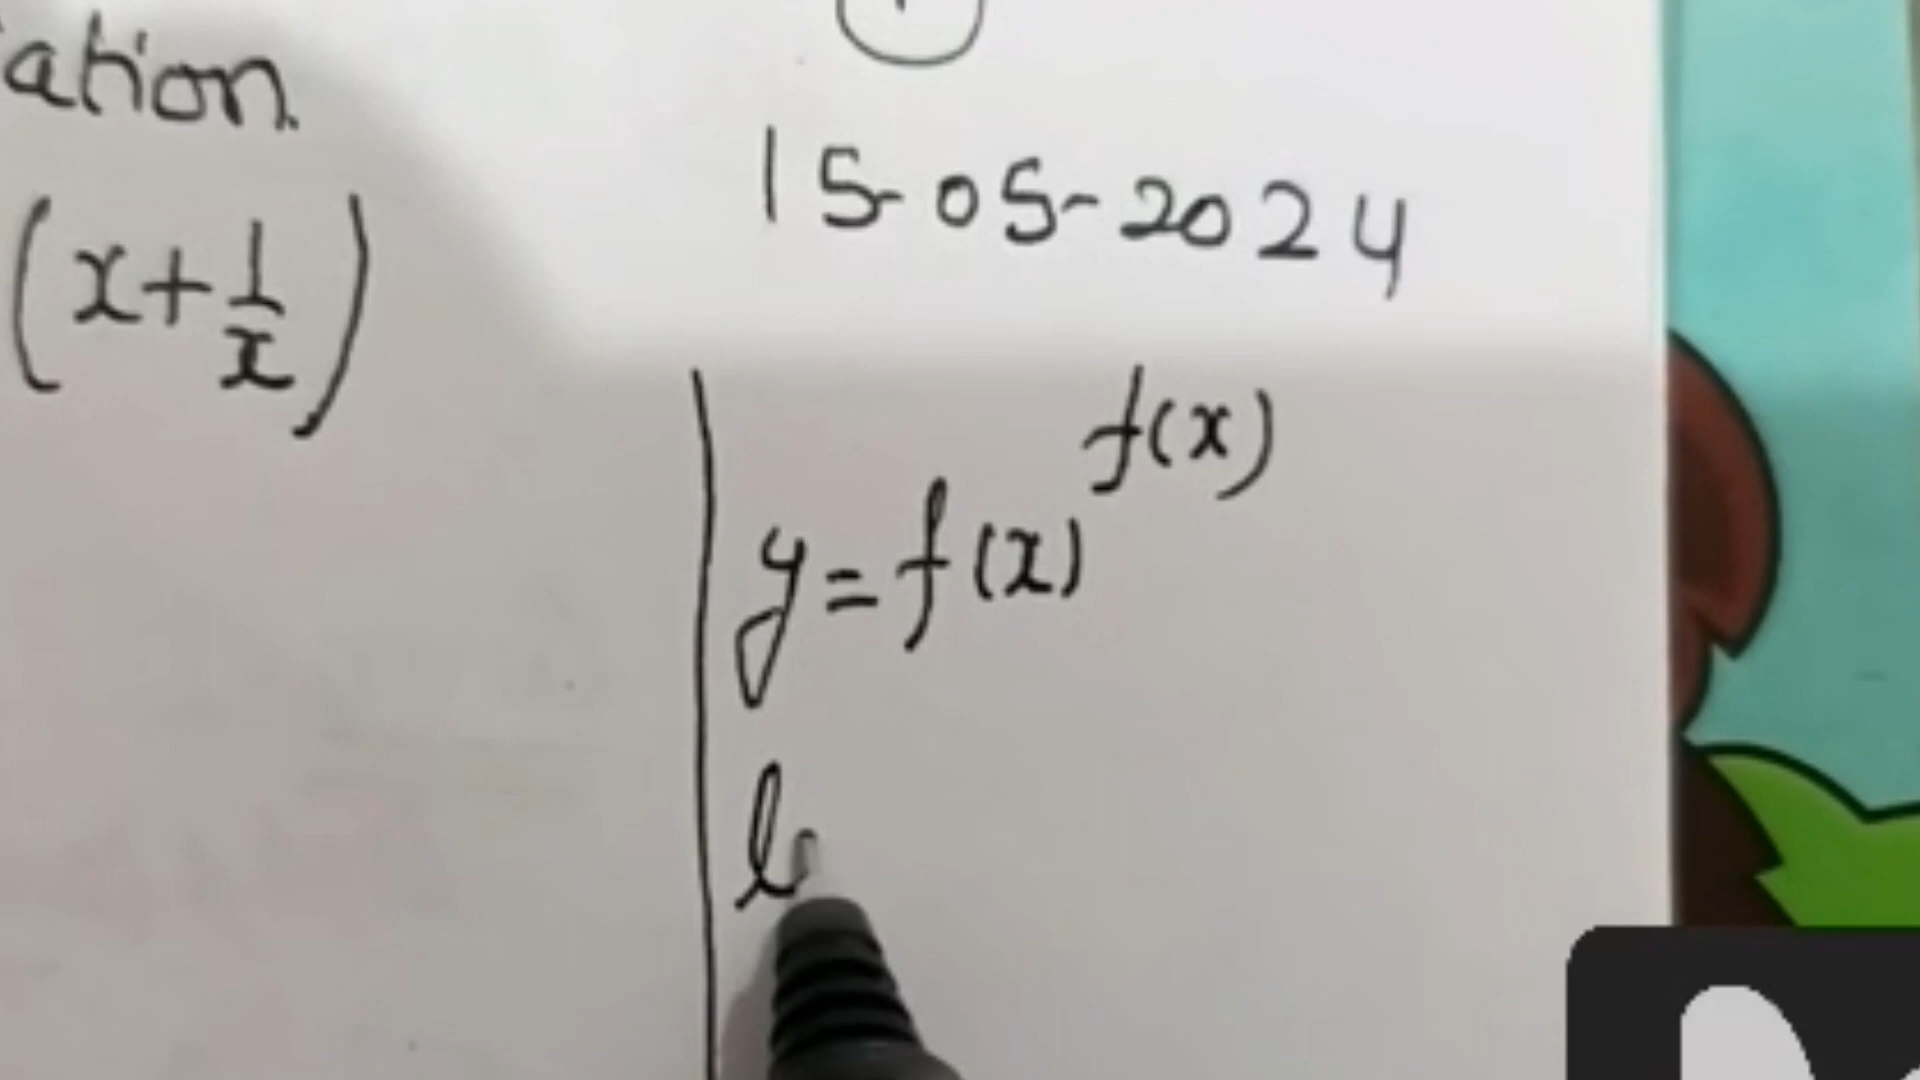 ation.
15-05-2024
(x+1/x)
y=f(x)^f(x)
l